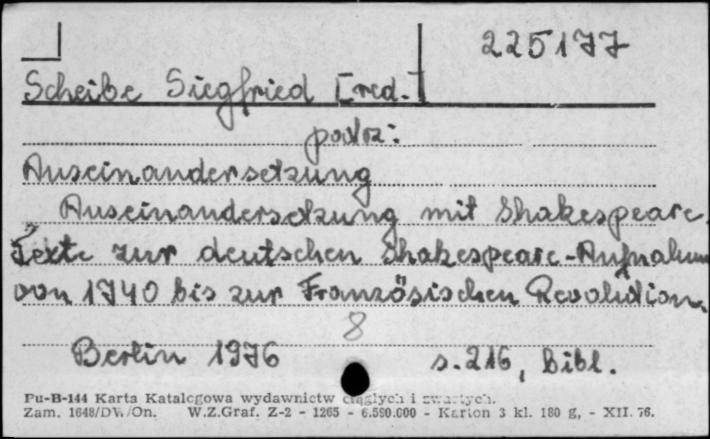 225177
Scheibe Siegfried [red.]
patrz:
Auseinandersetzung
Auseinandersetzung mit Shakespeare.
Texte zur deutschen Shakespeare-Aufnahm
von 1740 bis zur Französischen Revolution.
8
Berlin 1976 s. 216, bibl.
Pu-B-144 Karta Katalogowa wydawnictw ciągłych i zwartych.
Zam. 1648/DW./On. W.Z.Graf. Z-2 - 1265 - 6.590.000 - Karton 3 kl. 180 g, - XII. 76.